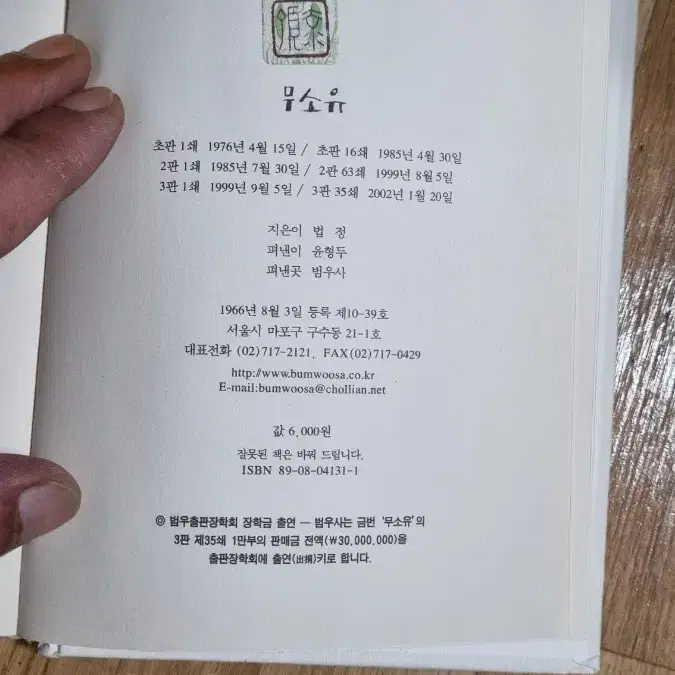 무소유
초판 1쇄 1976년 4월 15일 / 초판 16쇄 1985년 4월 30일
2판 1쇄 1985년 7월 30일 / 2판 63쇄 1999년 8월 5일
3판 1쇄 1999년 9월 5일 / 3판 35쇄 2002년 1월 20일
지은이 법 정
펴낸이 윤형두
펴낸곳 범우사
1966년 8월 3일 등록 제10-39호
서울시 마포구 구수동 21-1호
대표전화 (02)717-2121, FAX(02)717-0429
http://www.bumwoosa.co.kr
E-mail:bumwoosa@chollian.net
값 6,000원
잘못된 책은 바꿔 드립니다.
ISBN 89-08-04131-1
◎ 범우출판장학회 장학금 출연 — 범우사는 금번 '무소유'의
3판 제35쇄 1만부의 판매금 전액(₩30,000,000)을
출판장학회에 출연(出捐)키로 합니다.